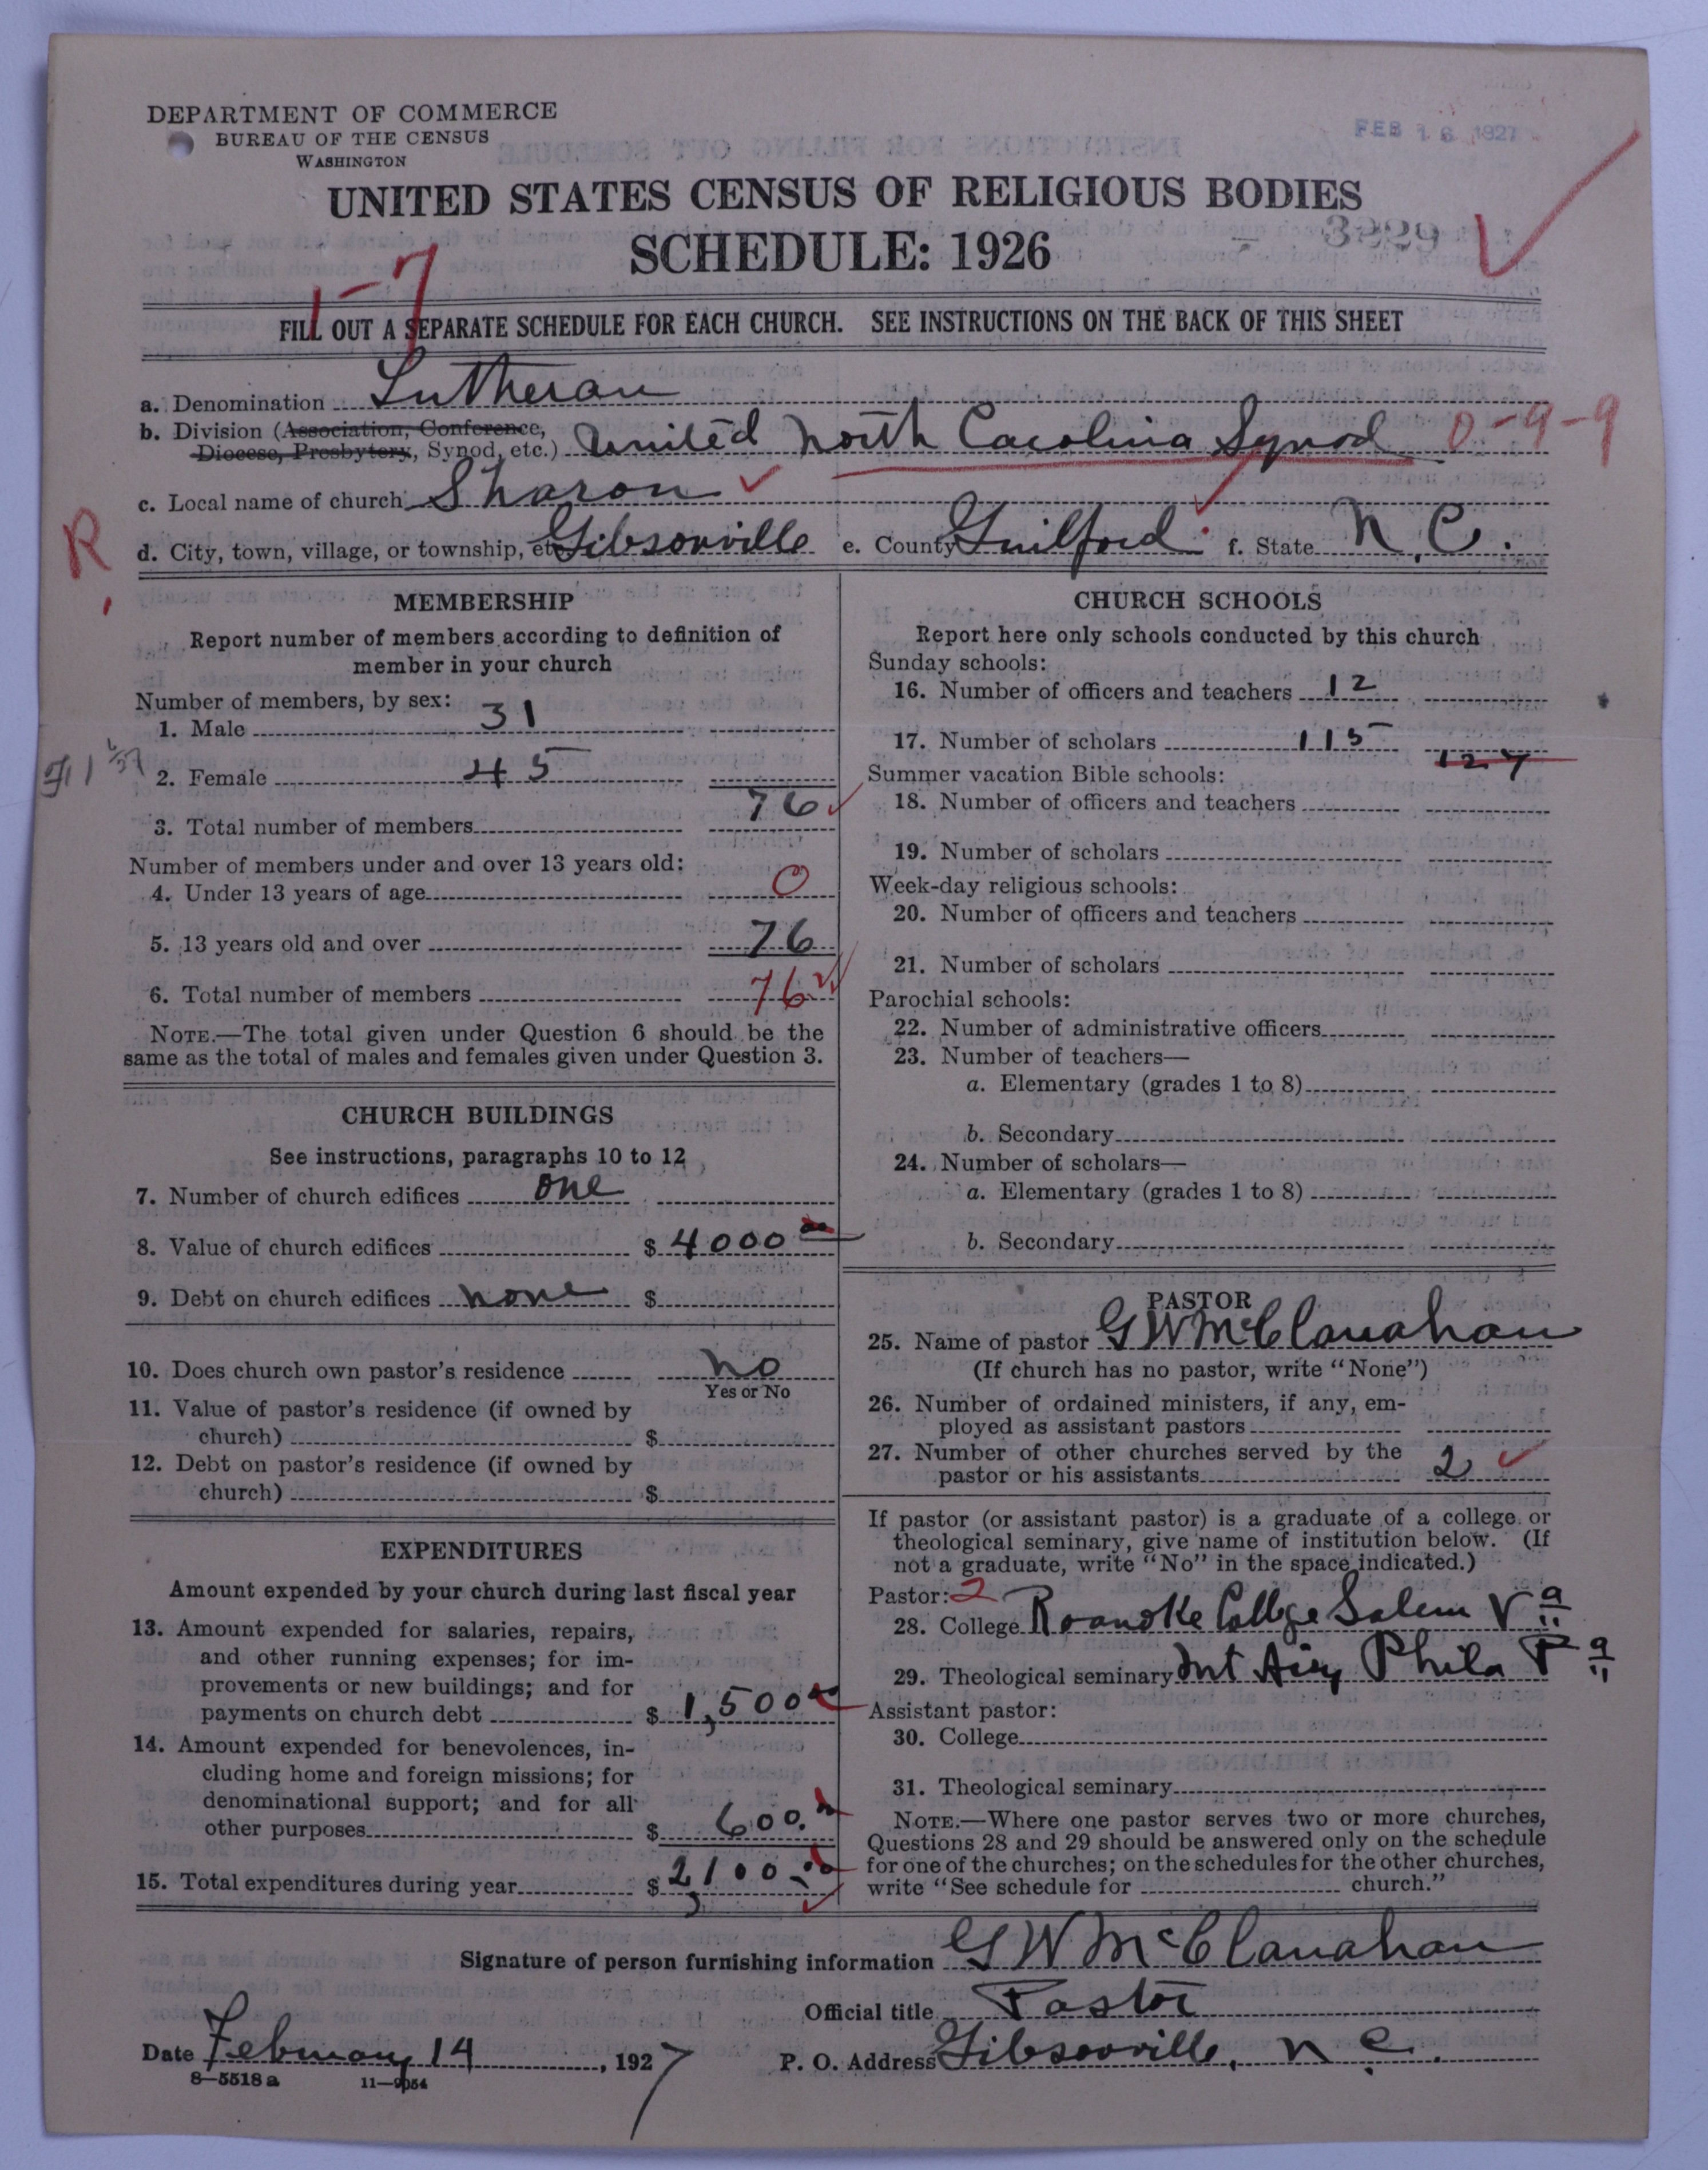 DEPARTMENT OF COMMERCE
BUREAU OF THE CENSUS
WASHINGTON
FEB 16 1927
UNITED STATES CENSUS OF RELIGIOUS BODIES
SCHEDULE: 1926
3229
1-7
FILL OUT A SEPARATE SCHEDULE FOR EACH CHURCH. SEE INSTRUCTIONS ON THE BACK OF THIS SHEET
a. Denomination Lutheran
b. Division (Association, Conference,
Diocese, Presbytery, Synod, etc.) United North Carolina Synod 0-9-9
c. Local name of church Sharon
R
d. City, town, village, or township, etc. Gibsonville e. County Guilford f. State N.C.
MEMBERSHIP
Report number of members according to definition of
member in your church
Number of members, by sex:
1. Male 31
2. Female 45
3. Total number of members 76
Number of members under and over 13 years old:
4. Under 13 years of age 0
5. 13 years old and over 76
6. Total number of members 76
NOTE.—The total given under Question 6 should be the
same as the total of males and females given under Question 3.
CHURCH BUILDINGS
See instructions, paragraphs 10 to 12
7. Number of church edifices one
8. Value of church edifices $ 4000 00
9. Debt on church edifices none $
10. Does church own pastor's residence no
Yes or No
11. Value of pastor's residence (if owned by
church) $
12. Debt on pastor's residence (if owned by
church) $
EXPENDITURES
Amount expended by your church during last fiscal year
13. Amount expended for salaries, repairs,
and other running expenses; for im-
provements or new buildings; and for
payments on church debt $ 1,500 00
14. Amount expended for benevolences, in-
cluding home and foreign missions; for
denominational support; and for all
other purposes $ 600.00
15. Total expenditures during year $ 2,100.00
CHURCH SCHOOLS
Report here only schools conducted by this church
Sunday schools:
16. Number of officers and teachers 12
17. Number of scholars 115
127
Summer vacation Bible schools:
18. Number of officers and teachers
19. Number of scholars
Week-day religious schools:
20. Number of officers and teachers
21. Number of scholars
Parochial schools:
22. Number of administrative officers
23. Number of teachers—
a. Elementary (grades 1 to 8)
b. Secondary
24. Number of scholars—
a. Elementary (grades 1 to 8)
b. Secondary
PASTOR
25. Name of pastor G W McClanahan
(If church has no pastor, write "None")
26. Number of ordained ministers, if any, em-
ployed as assistant pastors
27. Number of other churches served by the
pastor or his assistants 2
If pastor (or assistant pastor) is a graduate of a college or
theological seminary, give name of institution below. (If
not a graduate, write "No" in the space indicated.)
Pastor: 2
28. College Roanoke College Salem Va
29. Theological seminary Mt Airy Phila Pa
Assistant pastor:
30. College
31. Theological seminary
NOTE.—Where one pastor serves two or more churches,
Questions 28 and 29 should be answered only on the schedule
for one of the churches; on the schedules for the other churches,
write "See schedule for church."
Signature of person furnishing information G W McClanahan
Official title Pastor
Date February 14, 1927
P. O. Address Gibsonville, N C.
8—5518a 11—9054